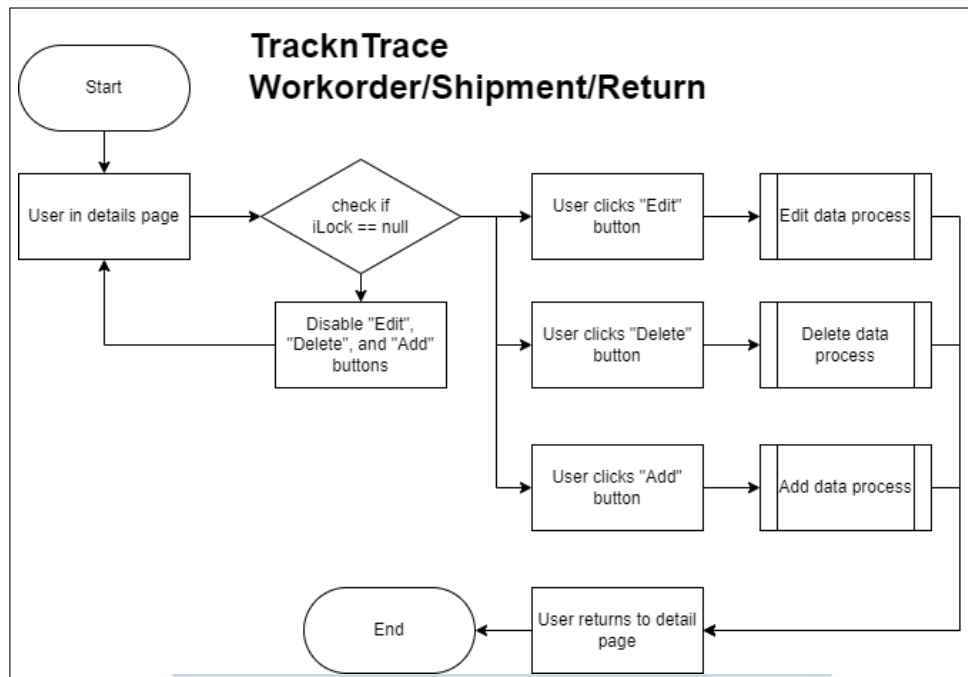 TracknTrace
Workorder/Shipment/Return
Start
User in details page
check if
iLock == null
User clicks "Edit"
button
Edit data process
Disable "Edit",
"Delete", and "Add"
buttons
User clicks "Delete"
button
Delete data
process
User clicks "Add"
button
Add data process
End
User returns to detail
page